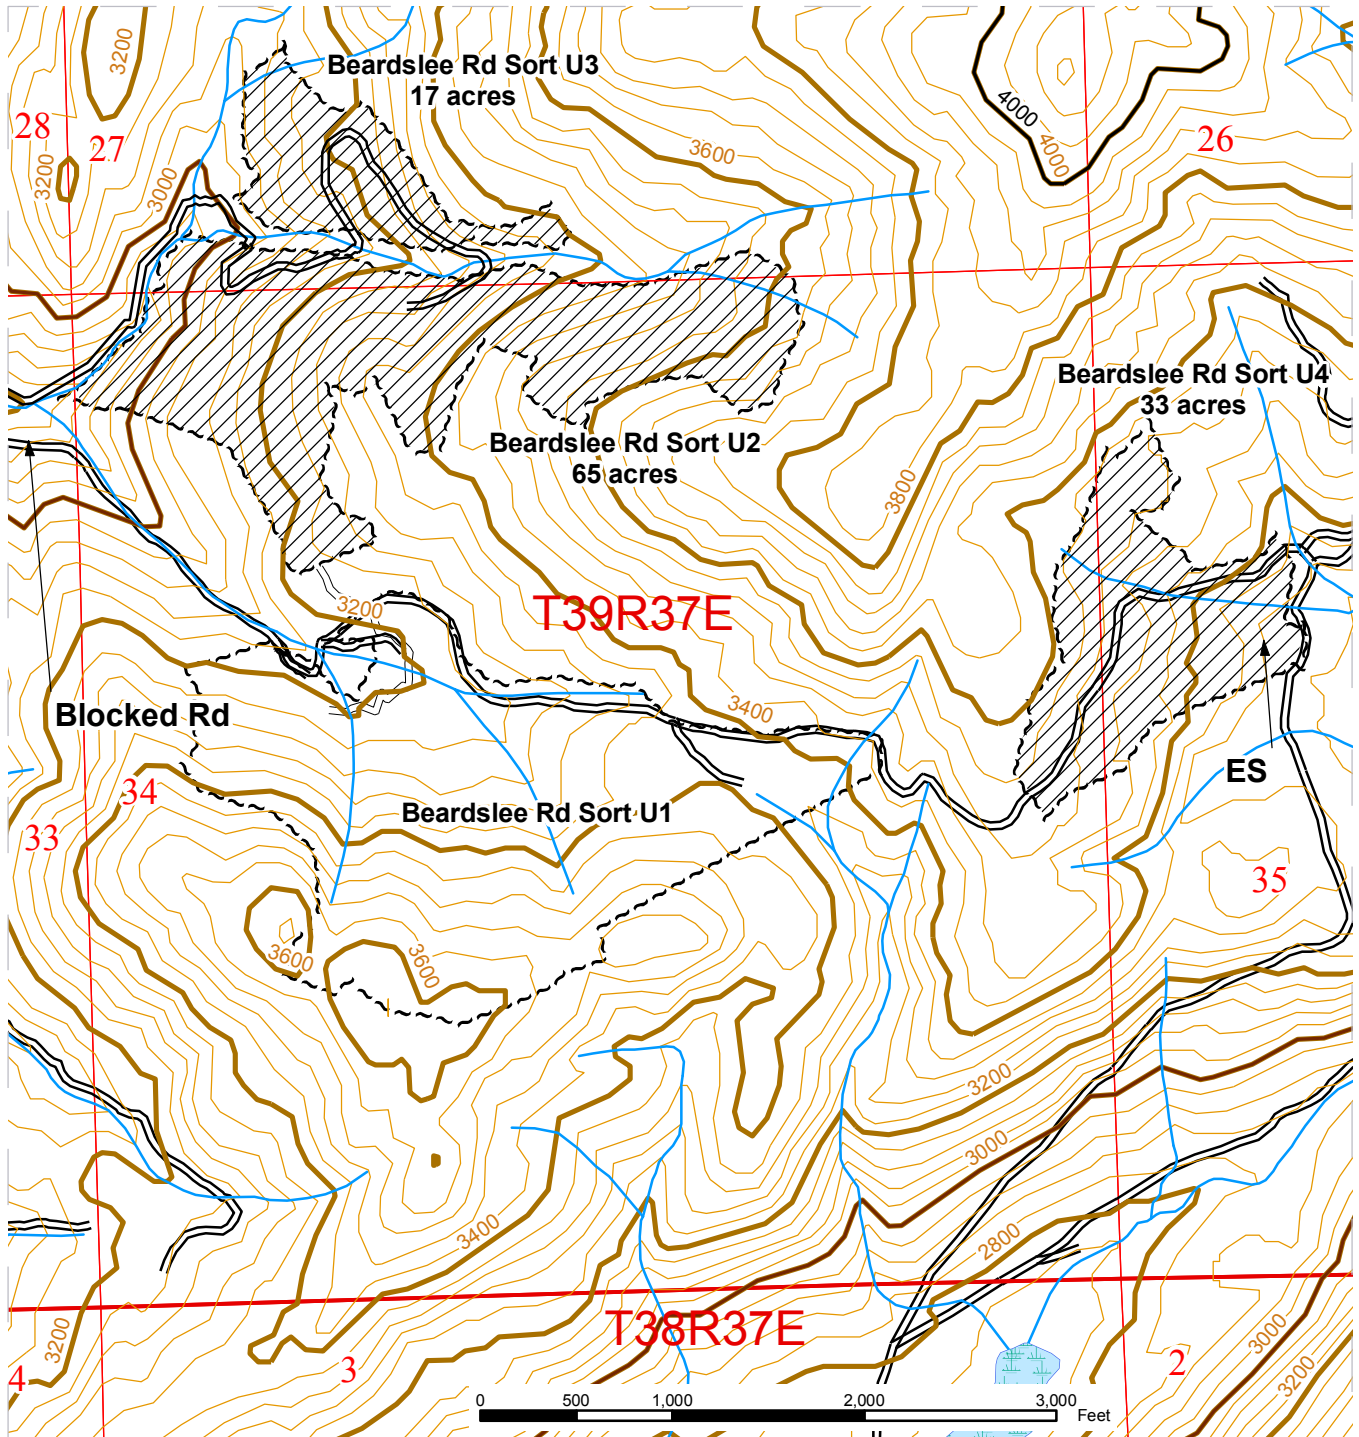 3200
Beardslee Rd Sort U3
17 acres
28
27
3200
3000
3600
4000
4000
26
Beardslee Rd Sort U4
33 acres
Beardslee Rd Sort U2
65 acres
3800
3200
T39R37E
Blocked Rd
3400
ES
34
33
Beardslee Rd Sort U1
35
3600
3600
3200
3000
3400
2800
T38R37E
3200
3000
3200
4
3
2
0 500 1,000 2,000 3,000
Feet